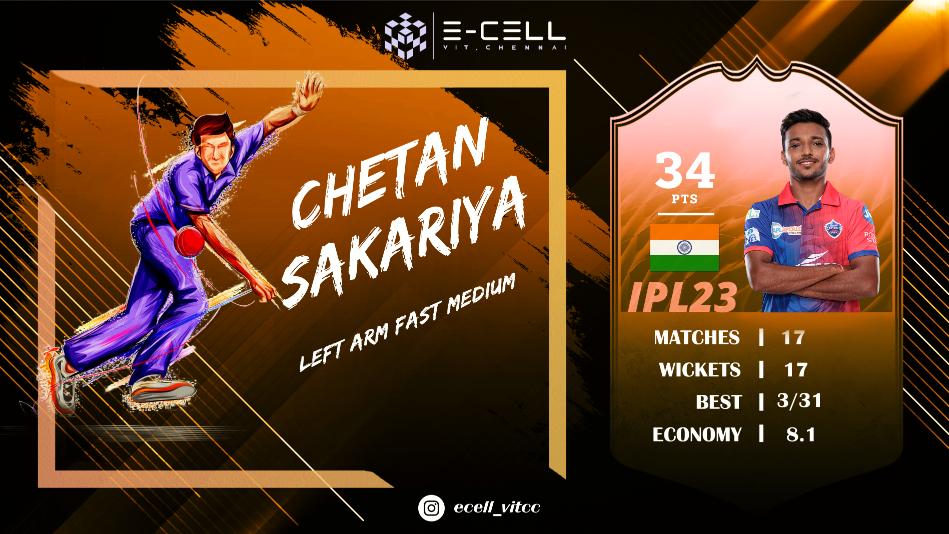 E-CELL
VIT, CHENNAI
CHETAN
SAKARIYA
LEFT ARM FAST MEDIUM
34
PTS
IPL23
MATCHES | 17
WICKETS | 17
BEST | 3/31
ECONOMY | 8.1
ecell_vitcc